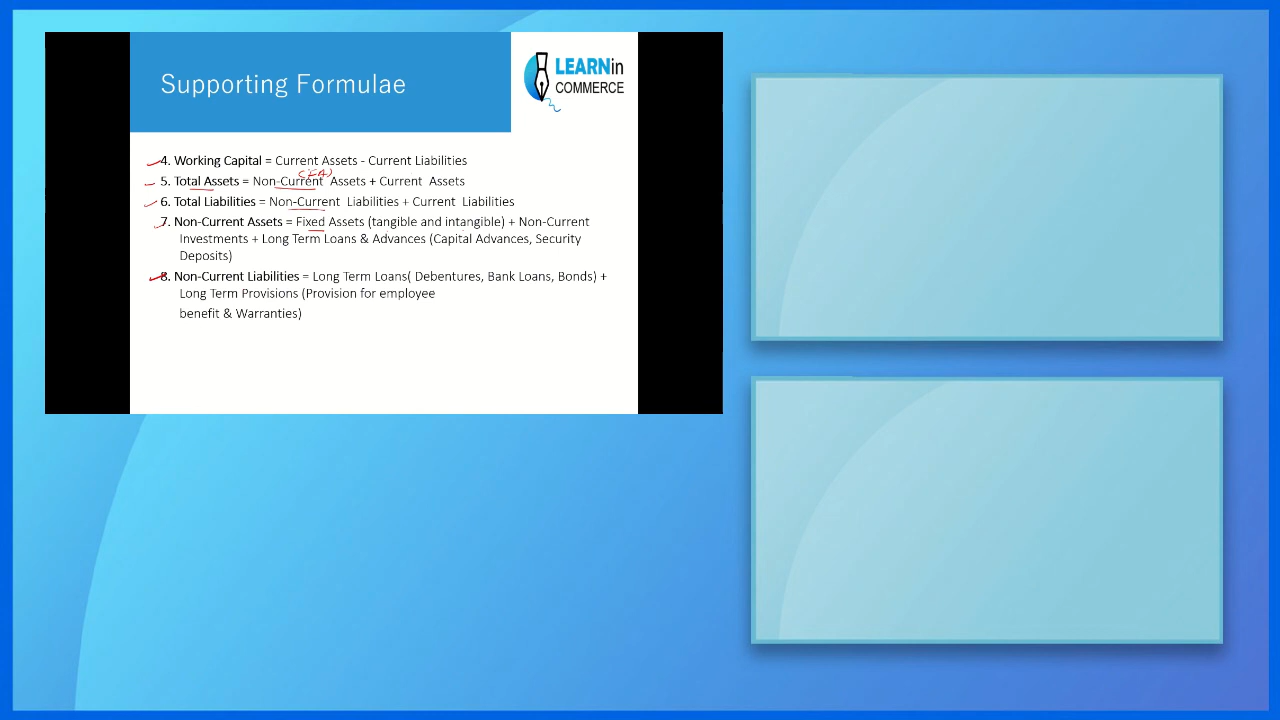 Supporting Formulae
LEARNin
COMMERCE
4. Working Capital = Current Assets - Current Liabilities
(FA)
5. Total Assets = Non-Current Assets + Current Assets
6. Total Liabilities = Non-Current Liabilities + Current Liabilities
7. Non-Current Assets = Fixed Assets (tangible and intangible) + Non-Current
Investments + Long Term Loans & Advances (Capital Advances, Security
Deposits)
8. Non-Current Liabilities = Long Term Loans( Debentures, Bank Loans, Bonds) +
Long Term Provisions (Provision for employee
benefit & Warranties)